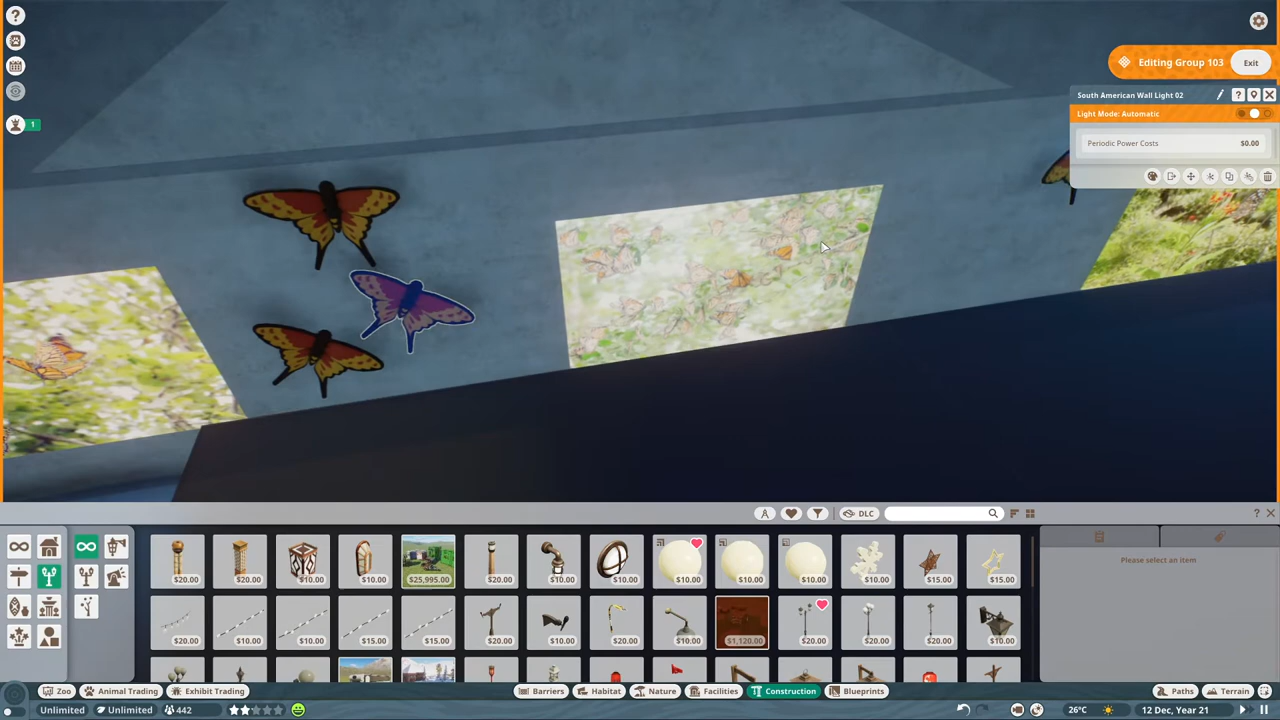 ?
Editing Group 103
Exit
South American Wall Light 02
?
Light Mode: Automatic
Periodic Power Costs
$0.00
1
DLC
?
$20.00
$20.00
$10.00
$10.00
$25,995.00
$20.00
$10.00
$10.00
$10.00
$10.00
$10.00
$10.00
$15.00
$15.00
$20.00
$10.00
$10.00
$15.00
$15.00
$20.00
$10.00
$20.00
$10.00
$1,120.00
$20.00
$20.00
$20.00
$10.00
Please select an item
Zoo
Animal Trading
Exhibit Trading
Barriers
Habitat
Nature
Facilities
Construction
Blueprints
Paths
Terrain
Unlimited
Unlimited
442
26°C
12 Dec, Year 21